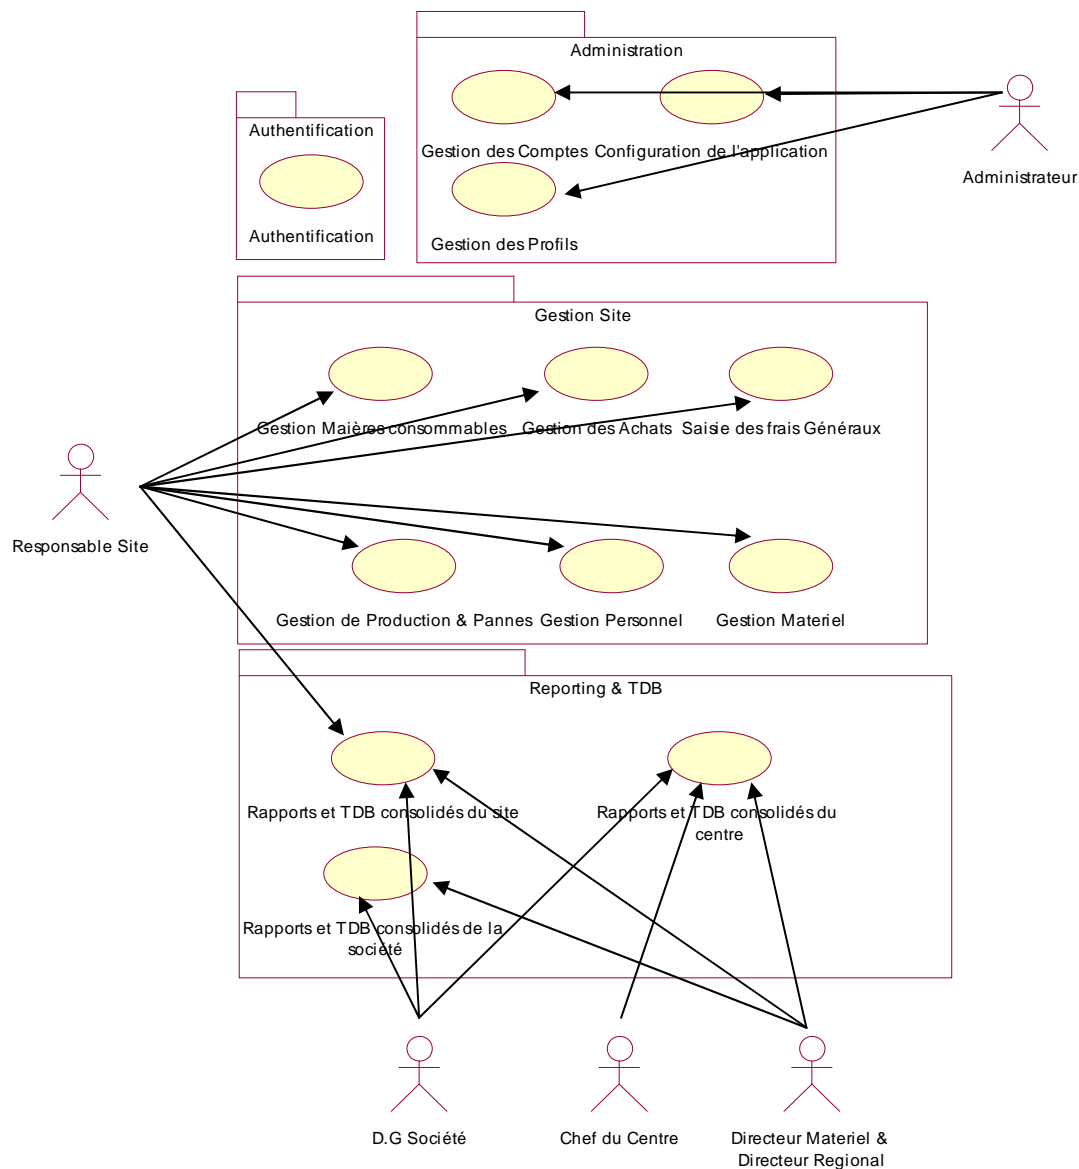 Administration
Authentification
Gestion des Comptes
Configuration de l'application
Administrateur
Authentification
Gestion des Profils
Gestion Site
Gestion Maières consommables
Gestion des Achats
Saisie des frais Généraux
Responsable Site
Gestion de Production & Pannes
Gestion Personnel
Gestion Materiel
Reporting & TDB
Rapports et TDB consolidés du site
Rapports et TDB consolidés du
centre
Rapports et TDB consolidés de la
société
D.G Société
Chef du Centre
Directeur Materiel &
Directeur Regional